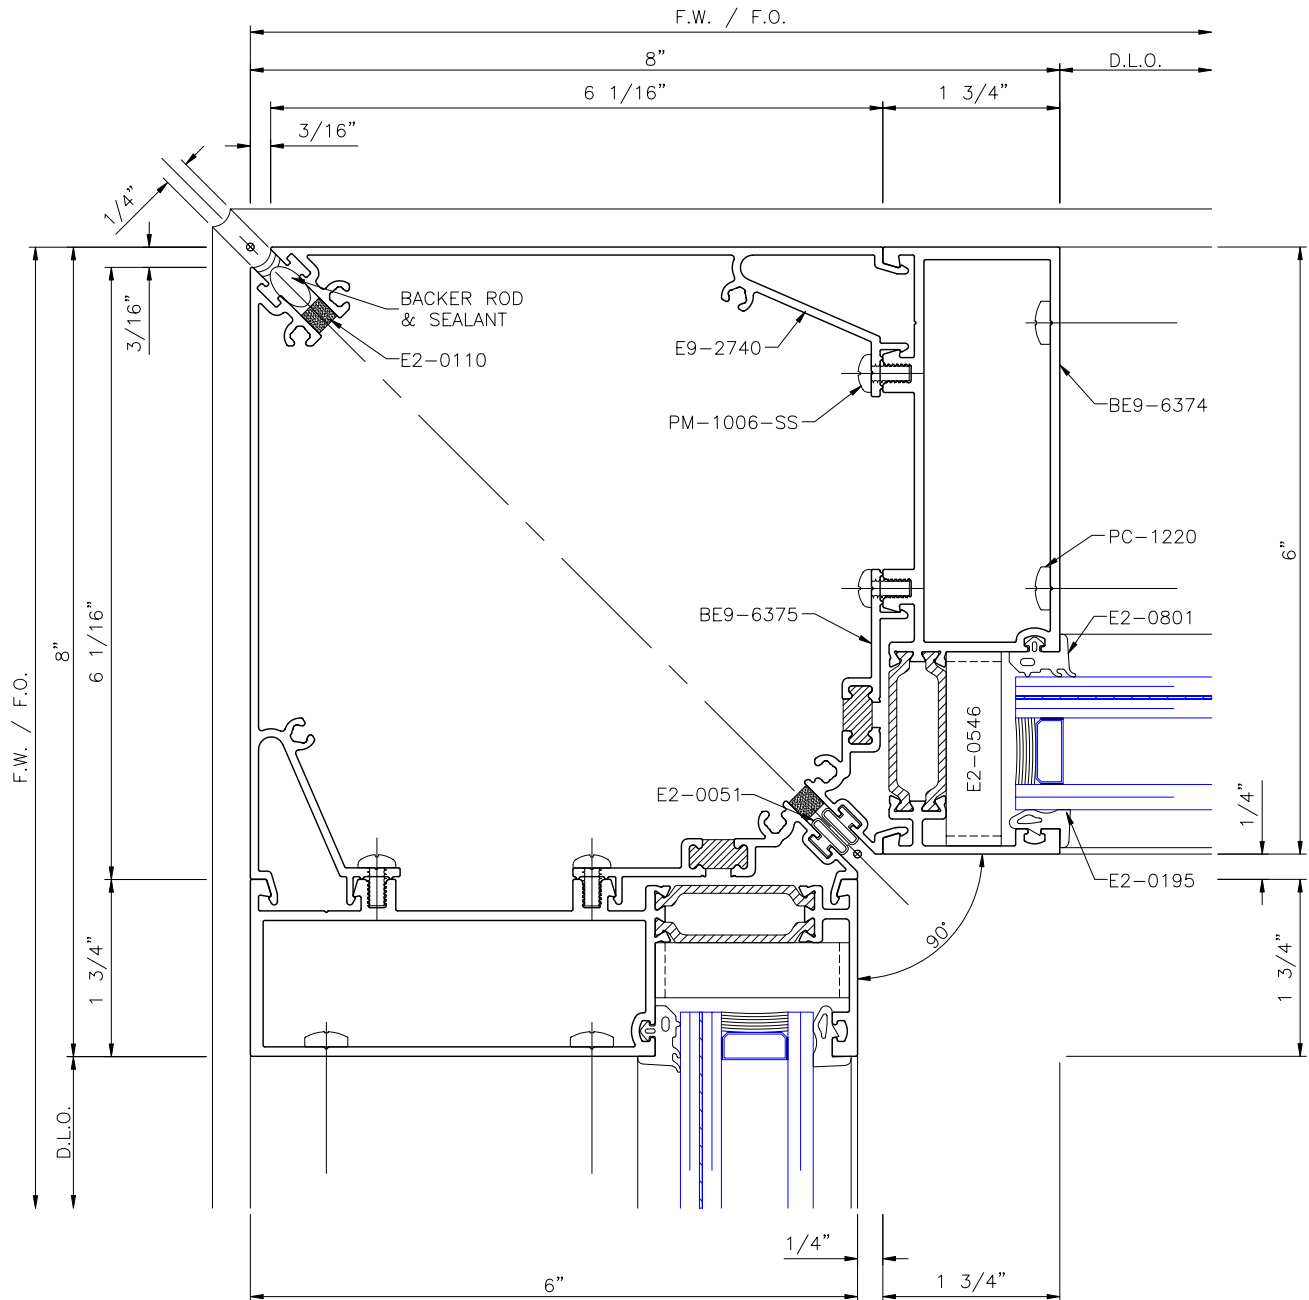 F.W. / F.O.
8"
D.L.O.
6 1/16"
1 3/4"
3/16"
1/4"
3/16"
BACKER ROD
& SEALANT
E2-0110
E9-2740
PM-1006-SS
BE9-6374
PC-1220
6"
E2-0801
BE9-6375
6 1/16"
8"
F.W. / F.O.
E2-0546
E2-0051
1/4"
E2-0195
90°
1 3/4"
1 3/4"
D.L.O.
1/4"
6"
1 3/4"